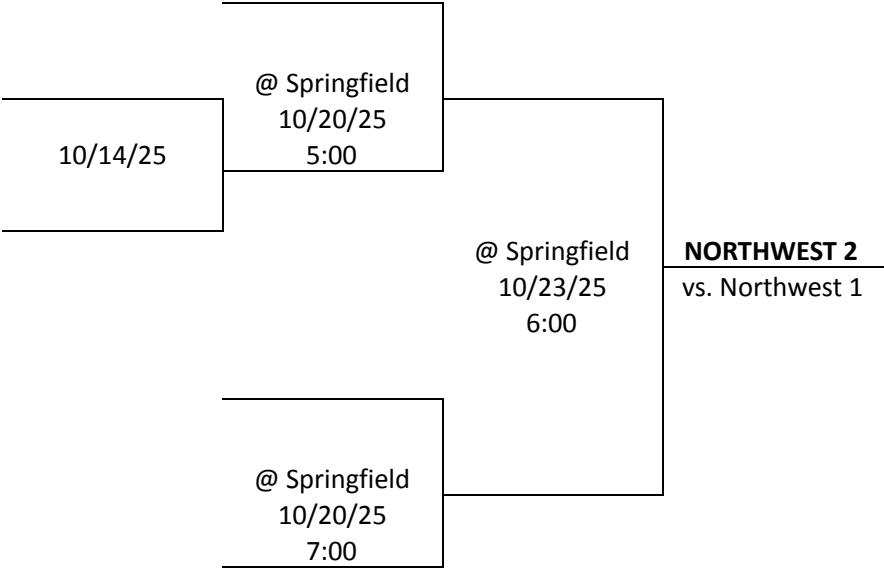 @ Springfield
10/20/25
5:00
10/14/25
@ Springfield
10/23/25
6:00
NORTHWEST 2
vs. Northwest 1
@ Springfield
10/20/25
7:00